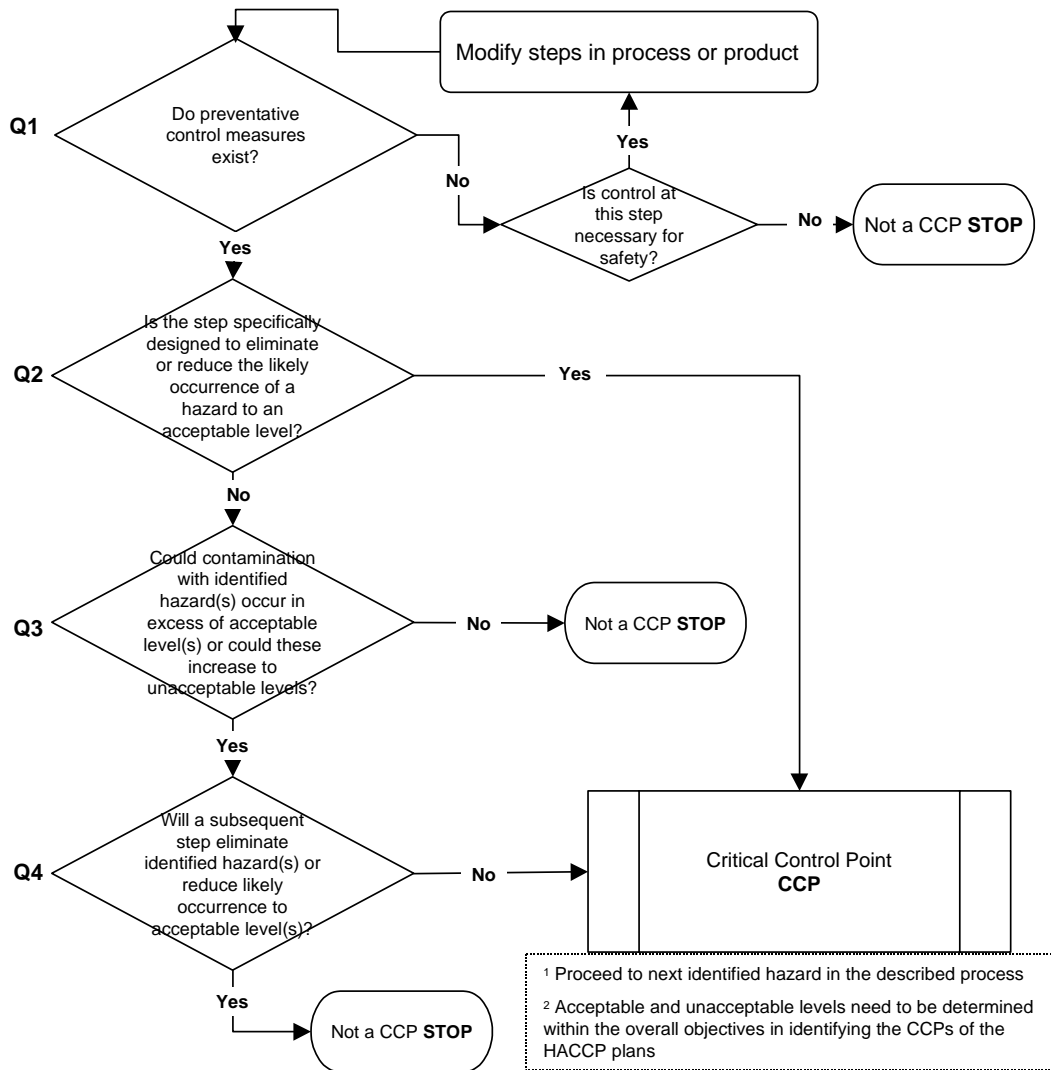 Modify steps in process or product
Q1
Do preventative
control measures
exist?
Yes
No
Is control at
this step
necessary for
safety?
No
Not a CCP STOP
Yes
Is the step specifically
designed to eliminate
or reduce the likely
occurrence of a
hazard to an
acceptable level?
Q2
Yes
No
Could contamination
with identified
hazard(s) occur in
excess of acceptable
level(s) or could these
increase to
unacceptable levels?
Q3
No
Not a CCP STOP
Yes
Will a subsequent
step eliminate
identified hazard(s) or
reduce likely
occurrence to
acceptable level(s)?
Q4
No
Critical Control Point
CCP
Yes
Not a CCP STOP
¹ Proceed to next identified hazard in the described process
² Acceptable and unacceptable levels need to be determined
within the overall objectives in identifying the CCPs of the
HACCP plans